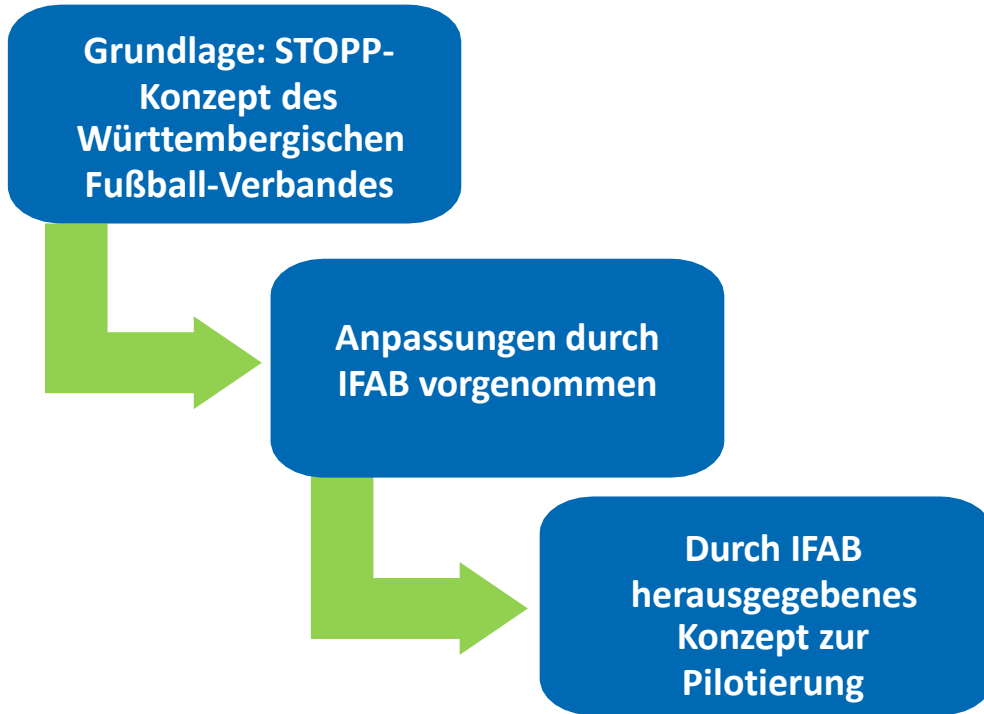 Grundlage: STOPP-
Konzept des
Württembergischen
Fußball-Verbandes
Anpassungen durch
IFAB vorgenommen
Durch IFAB
herausgegebenes
Konzept zur
Pilotierung